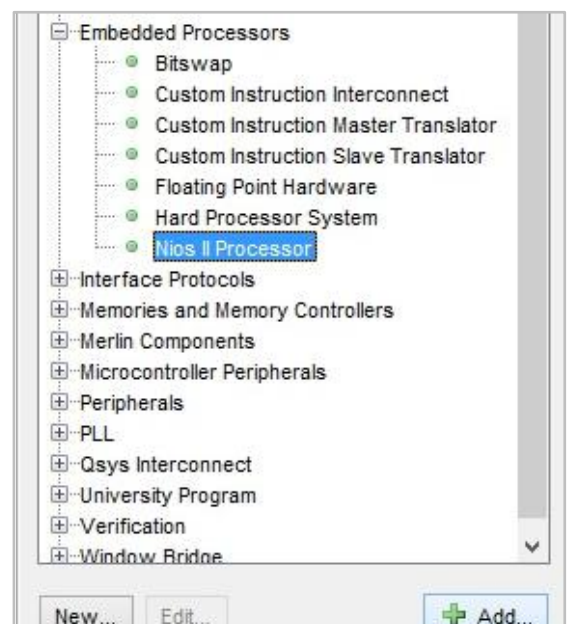 Embedded Processors
Bitswap
Custom Instruction Interconnect
Custom Instruction Master Translator
Custom Instruction Slave Translator
Floating Point Hardware
Hard Processor System
Nios II Processor
Interface Protocols
Memories and Memory Controllers
Merlin Components
Microcontroller Peripherals
Peripherals
PLL
Qsys Interconnect
University Program
Verification
Window Bridge
New... Edit... Add...